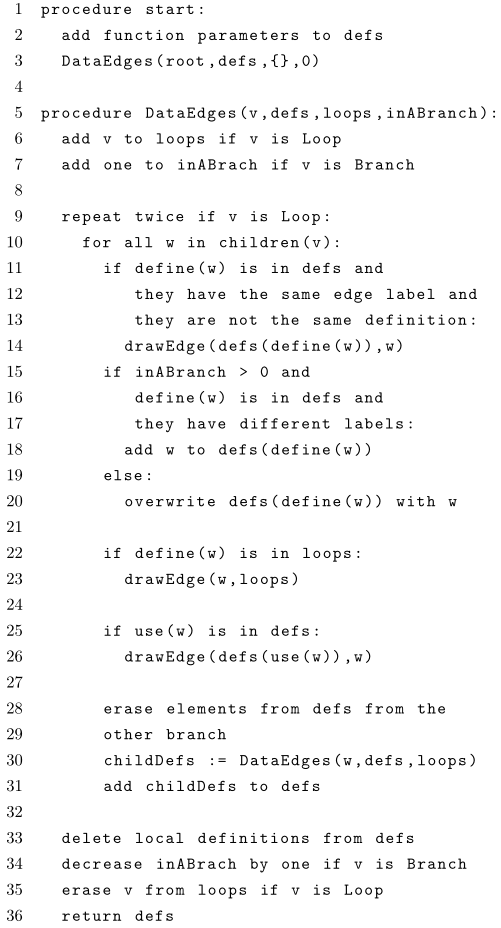 1 procedure start:
2   add function parameters to defs
3   DataEdges(root,defs,{},0)
4
5 procedure DataEdges(v,defs,loops,inABranch):
6   add v to loops if v is Loop
7   add one to inABrach if v is Branch
8
9   repeat twice if v is Loop:
10     for all w in children(v):
11       if define(w) is in defs and
12          they have the same edge label and
13          they are not the same definition:
14         drawEdge(defs(define(w)),w)
15       if inABranch > 0 and
16          define(w) is in defs and
17          they have different labels:
18         add w to defs(define(w))
19       else:
20         overwrite defs(define(w)) with w
21
22       if define(w) is in loops:
23         drawEdge(w,loops)
24
25       if use(w) is in defs:
26         drawEdge(defs(use(w)),w)
27
28       erase elements from defs from the
29       other branch
30       childDefs := DataEdges(w,defs,loops)
31       add childDefs to defs
32
33   delete local definitions from defs
34   decrease inABrach by one if v is Branch
35   erase v from loops if v is Loop
36   return defs